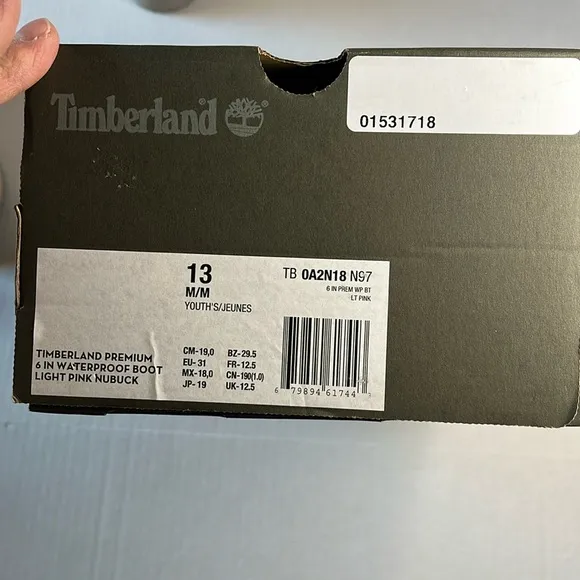 Timberland
01531718
13
M/M
YOUTH'S/JEUNES
TB 0A2N18 N97
6 IN PREM WP BT
LT PINK
TIMBERLAND PREMIUM
6 IN WATERPROOF BOOT
LIGHT PINK NUBUCK
CM-19,0 BZ-29.5
EU-31 FR-12.5
MX-18,0 CN-190(1.0)
JP-19 UK-12.5
6 79894 61744 3